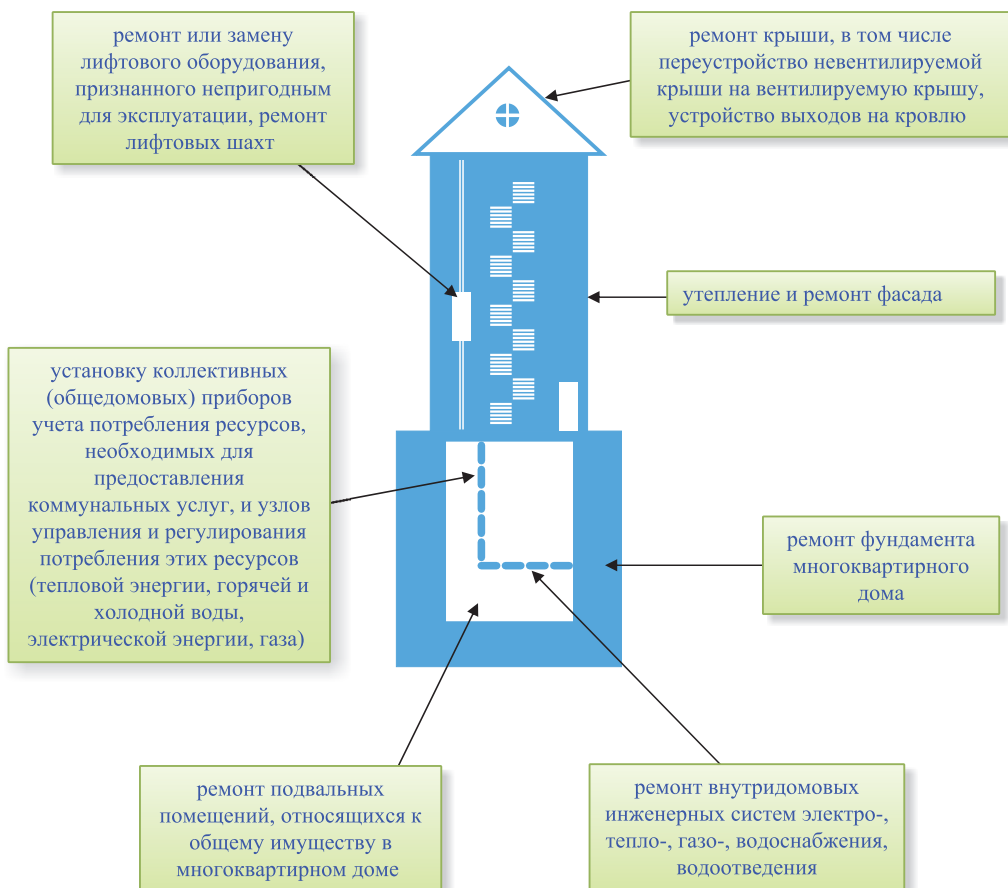 ремонт или замену
лифтового оборудования,
признанного непригодным
для эксплуатации, ремонт
лифтовых шахт
ремонт крыши, в том числе
переустройство невентилируемой
крыши на вентилируемую крышу,
устройство выходов на кровлю
утепление и ремонт фасада
установку коллективных
(общедомовых) приборов
учета потребления ресурсов,
необходимых для
предоставления
коммунальных услуг, и узлов
управления и регулирования
потребления этих ресурсов
(тепловой энергии, горячей и
холодной воды,
электрической энергии, газа)
ремонт фундамента
многоквартирного
дома
ремонт подвальных
помещений, относящихся к
общему имуществу в
многоквартирном доме
ремонт внутридомовых
инженерных систем электро-,
тепло-, газо-, водоснабжения,
водоотведения